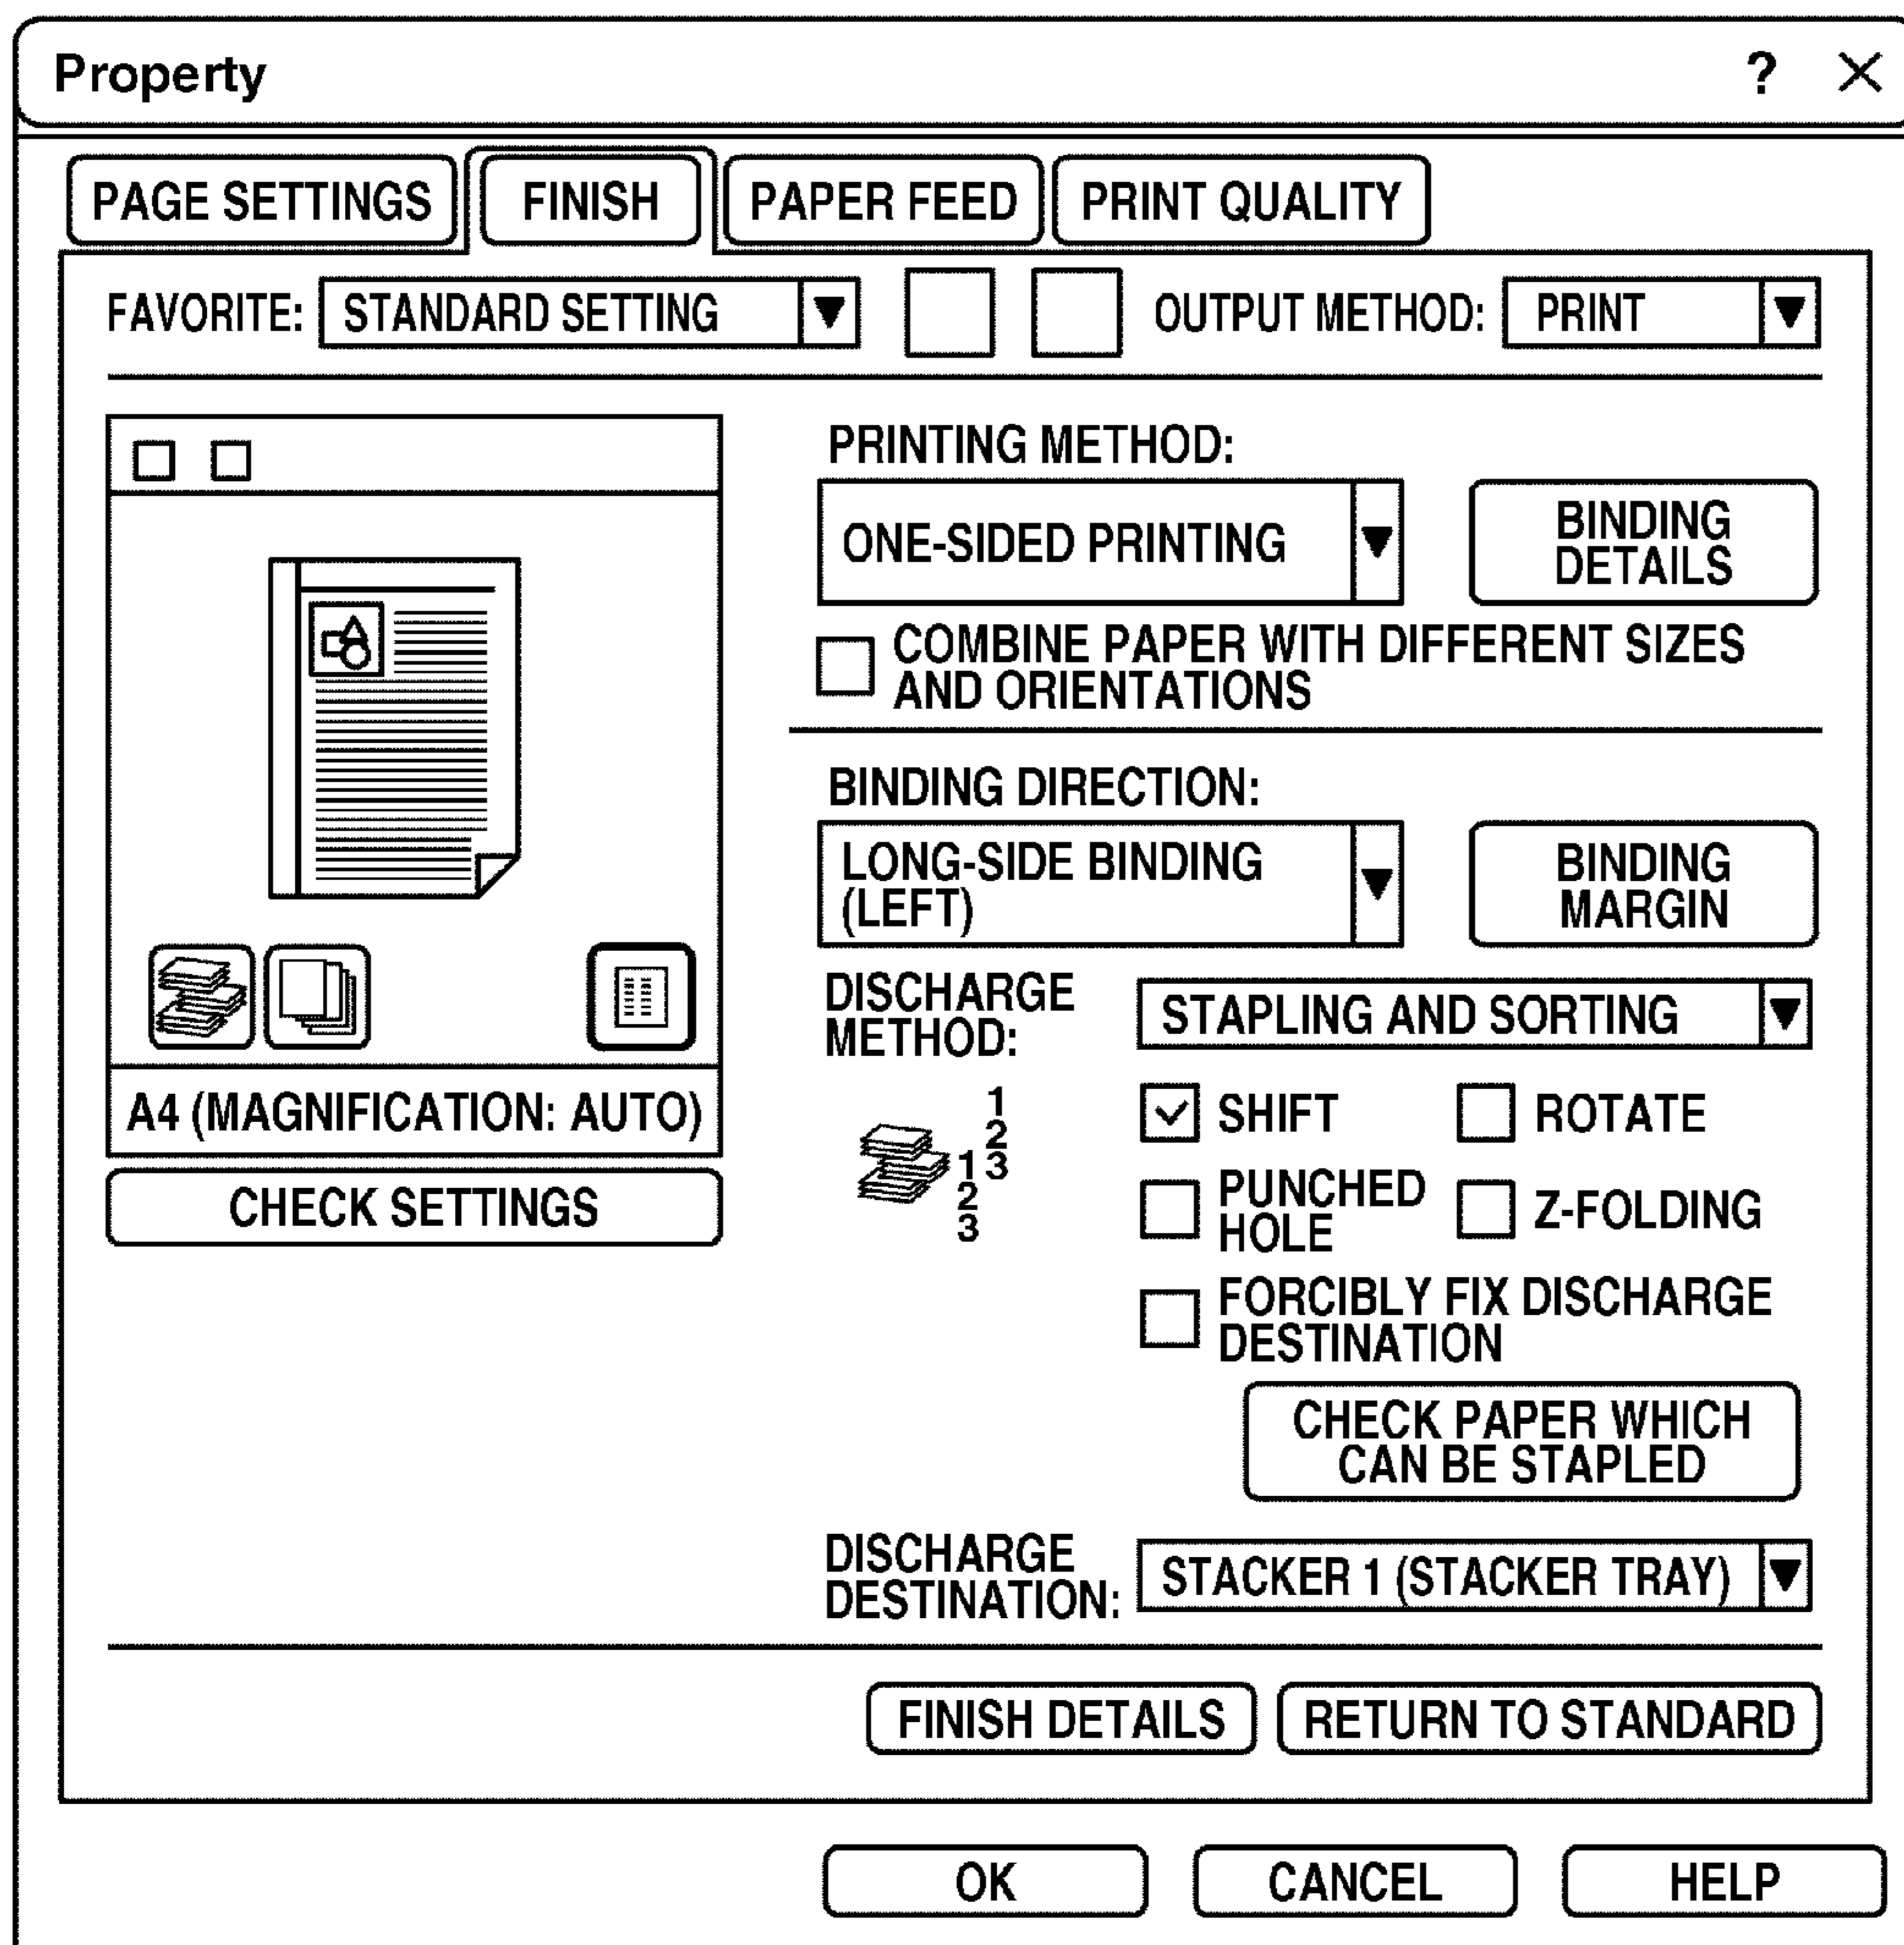 Property ? ×
PAGE SETTINGS FINISH PAPER FEED PRINT QUALITY
FAVORITE: STANDARD SETTING OUTPUT METHOD: PRINT
PRINTING METHOD:
ONE-SIDED PRINTING
BINDING
DETAILS
COMBINE PAPER WITH DIFFERENT SIZES
AND ORIENTATIONS
BINDING DIRECTION:
LONG-SIDE BINDING
(LEFT)
BINDING
MARGIN
A4 (MAGNIFICATION: AUTO)
CHECK SETTINGS
DISCHARGE
METHOD:
STAPLING AND SORTING
1
2
3
1
2
3
SHIFT ROTATE
PUNCHED
HOLE
Z-FOLDING
FORCIBLY FIX DISCHARGE
DESTINATION
CHECK PAPER WHICH
CAN BE STAPLED
DISCHARGE
DESTINATION:
STACKER 1 (STACKER TRAY)
FINISH DETAILS RETURN TO STANDARD
OK CANCEL HELP